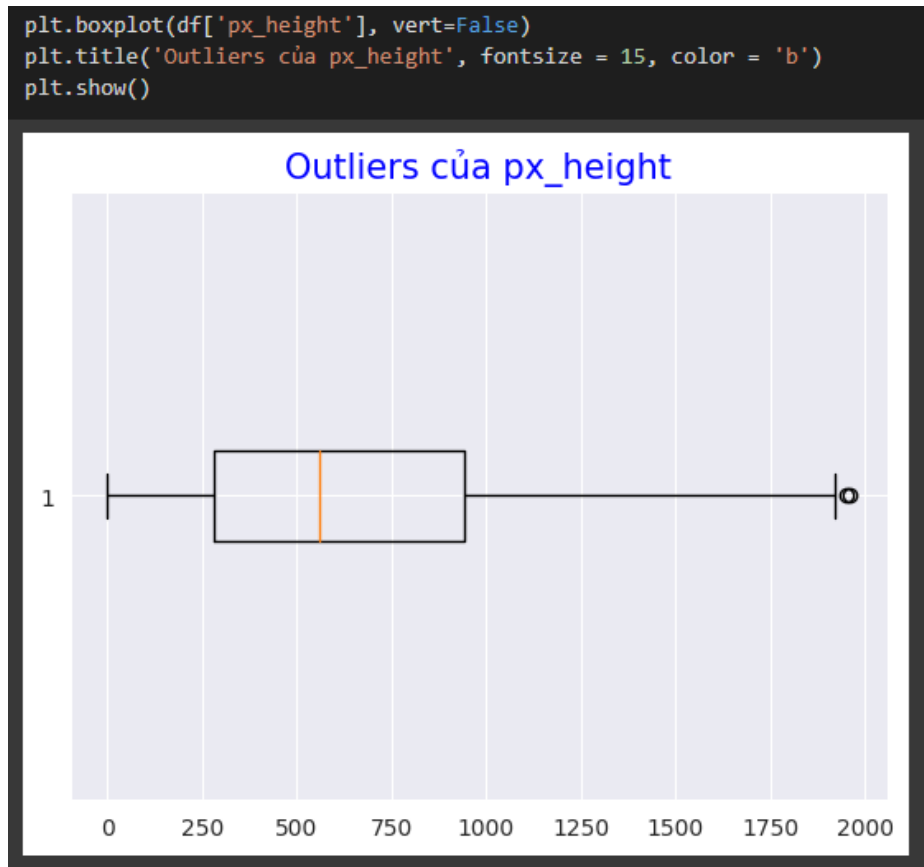 plt.boxplot(df['px_height'], vert=False)
plt.title('Outliers của px_height', fontsize = 15, color = 'b')
plt.show()
Outliers của px_height
1
0 250 500 750 1000 1250 1500 1750 2000